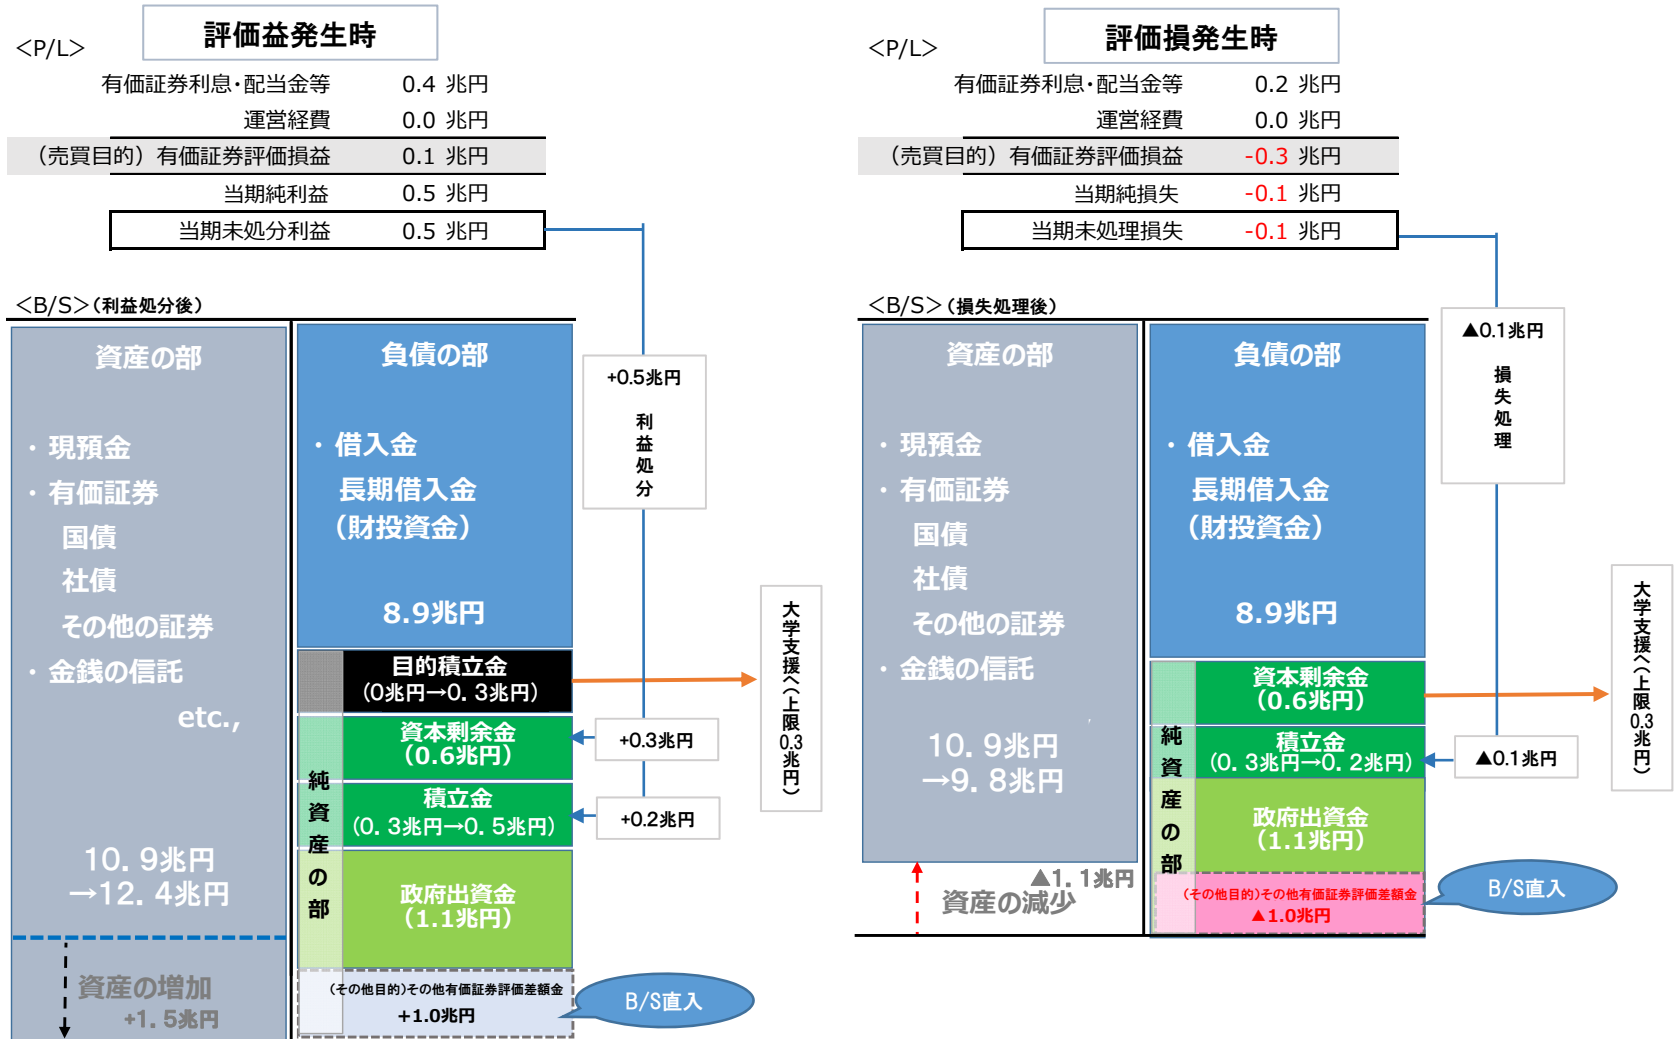 評価益発生時
<P/L>
有価証券利息･配当金等 0.4 兆円
運営経費 0.0 兆円
（売買目的）有価証券評価損益 0.1 兆円
当期純利益 0.5 兆円
当期未処分利益 0.5 兆円
<B/S>（利益処分後）
資産の部
・現預金
・有価証券
国債
社債
その他の証券
・金銭の信託
etc.,
10. 9兆円
→12. 4兆円
資産の増加
+1. 5兆円
負債の部
・借入金
長期借入金
（財投資金）
8.9兆円
純資産の部
目的積立金
（0兆円→0. 3兆円）
資本剰余金
（0.6兆円）
積立金
（0. 3兆円→0. 5兆円）
政府出資金
（1.1兆円）
（その他目的）その他有価証券評価差額金
+1.0兆円
B/S直入
+0.5兆円
利益処分
+0.3兆円
+0.2兆円
大学支援へ（上限0.3兆円）
評価損発生時
<P/L>
有価証券利息･配当金等 0.2 兆円
運営経費 0.0 兆円
（売買目的）有価証券評価損益 -0.3 兆円
当期純損失 -0.1 兆円
当期未処理損失 -0.1 兆円
<B/S>（損失処理後）
資産の部
・現預金
・有価証券
国債
社債
その他の証券
・金銭の信託
10. 9兆円
→9. 8兆円
▲1. 1兆円
資産の減少
負債の部
・借入金
長期借入金
（財投資金）
8.9兆円
純資産の部
資本剰余金
（0.6兆円）
積立金
（0. 3兆円→0. 2兆円）
政府出資金
（1.1兆円）
（その他目的）その他有価証券評価差額金
▲1.0兆円
B/S直入
▲0.1兆円
損失処理
▲0.1兆円
大学支援へ（上限0.3兆円）